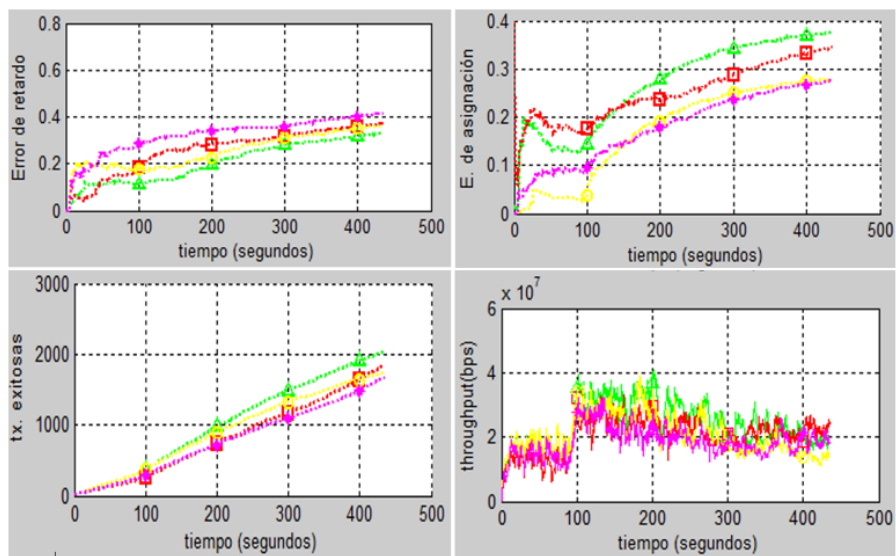 Error de retardo
0.8
0.6
0.4
0.2
0
0 100 200 300 400 500
tiempo (segundos)
E. de asignación
0.4
0.3
0.2
0.1
0
0 100 200 300 400 500
tiempo (segundos)
tx. exitosas
3000
2000
1000
0
0 100 200 300 400 500
tiempo (segundos)
throughput(bps)
x 10^7
6
4
2
0
0 100 200 300 400 500
tiempo (segundos)